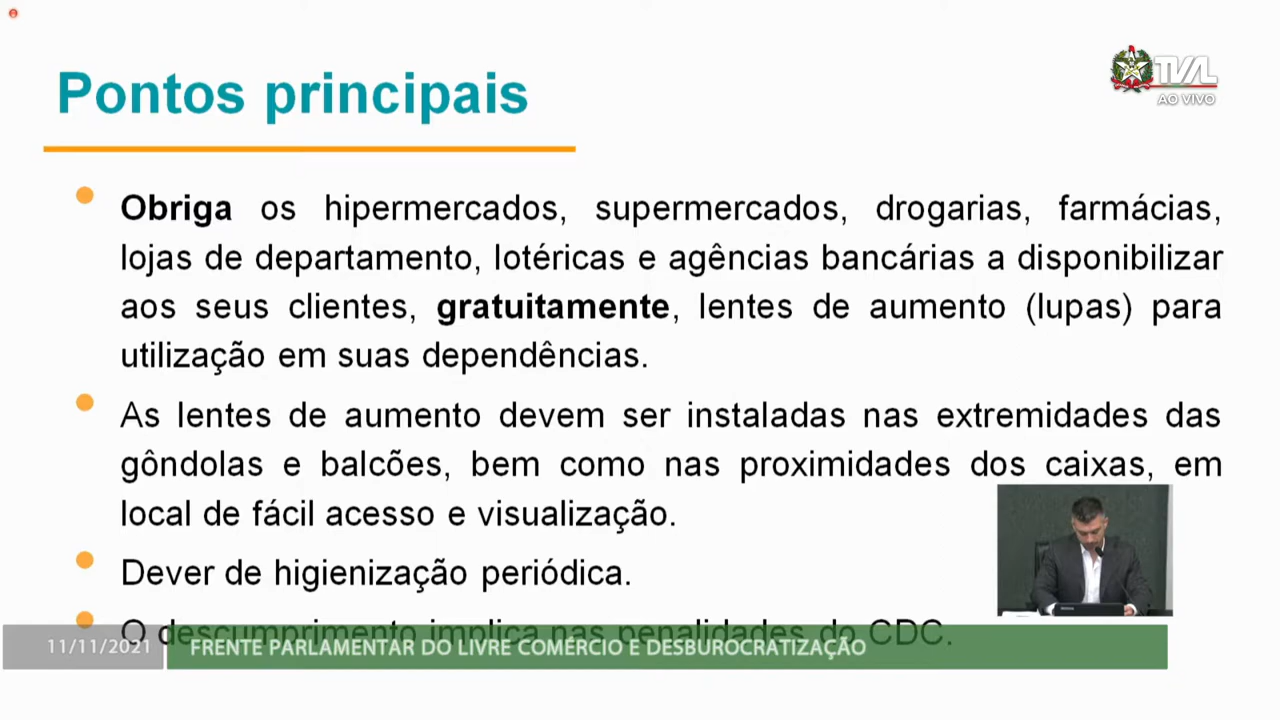 Pontos principais
TVAL
AO VIVO
Obriga os hipermercados, supermercados, drogarias, farmácias,
lojas de departamento, lotéricas e agências bancárias a disponibilizar
aos seus clientes, gratuitamente, lentes de aumento (lupas) para
utilização em suas dependências.
As lentes de aumento devem ser instaladas nas extremidades das
gôndolas e balcões, bem como nas proximidades dos caixas, em
local de fácil acesso e visualização.
Dever de higienização periódica.
O descumprimento implica nas penalidades do CDC.
11/11/2021 FRENTE PARLAMENTAR DO LIVRE COMÉRCIO E DESBUROCRATIZAÇÃO